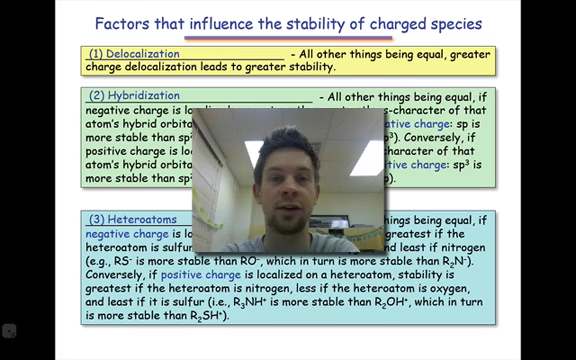 Factors that influence the stability of charged species
(1) Delocalization - All other things being equal, greater
charge delocalization leads to greater stability.
(2) Hybridization - All other things being equal, if
negative charge is s-character of that
atom's hybrid negative charge: sp is
more stable than sp² Conversely, if
positive charge is character of that
atom's hybrid positive charge: sp³ is
more stable than sp²
(3) Heteroatoms things being equal, if
negative charge is greatest if the
heteroatom is sulfur and least if nitrogen
(e.g., RS⁻ is more stable than RO⁻, which in turn is more stable than R₂N⁻).
Conversely, if positive charge is localized on a heteroatom, stability is
greatest if the heteroatom is nitrogen, less if the heteroatom is oxygen,
and least if it is sulfur (i.e., R₃NH⁺ is more stable than R₂OH⁺, which in turn
is more stable than R₂SH⁺).